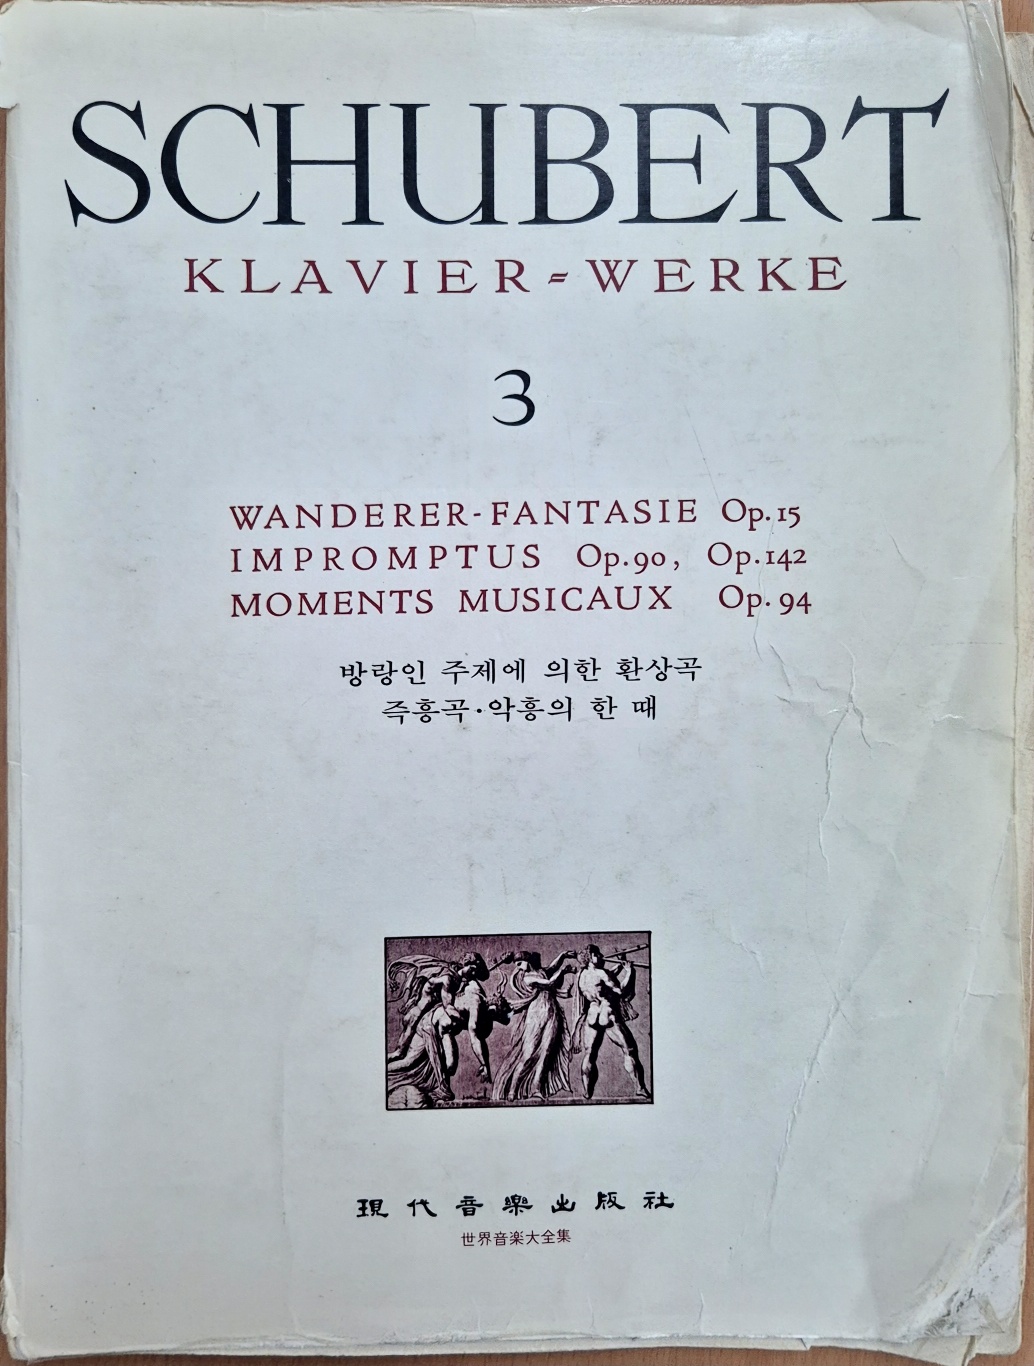 SCHUBERT
KLAVIER=WERKE
3
WANDERER-FANTASIE Op.15
IMPROMPTUS Op.90, Op.142
MOMENTS MUSICAUX Op.94
방랑인 주제에 의한 환상곡
즉흥곡·악흥의 한 때
現代音樂出版社
世界音楽大全集